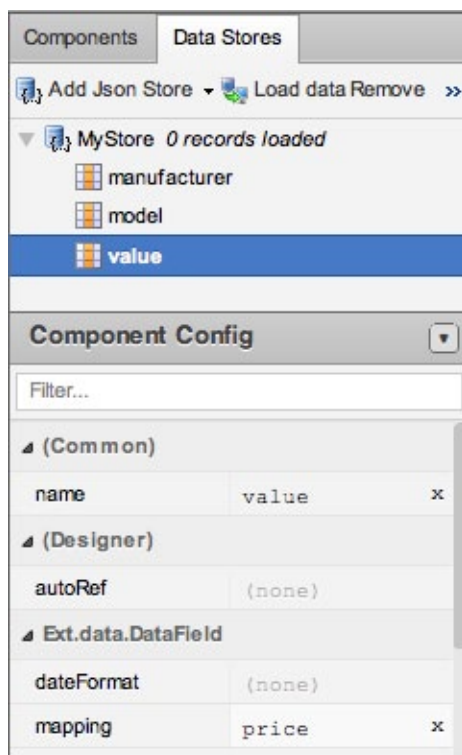 Components Data Stores
Add Json Store Load data Remove »
MyStore 0 records loaded
manufacturer
model
value
Component Config
Filter...
(Common)
name value x
(Designer)
autoRef (none)
Ext.data.DataField
dateFormat (none)
mapping price x